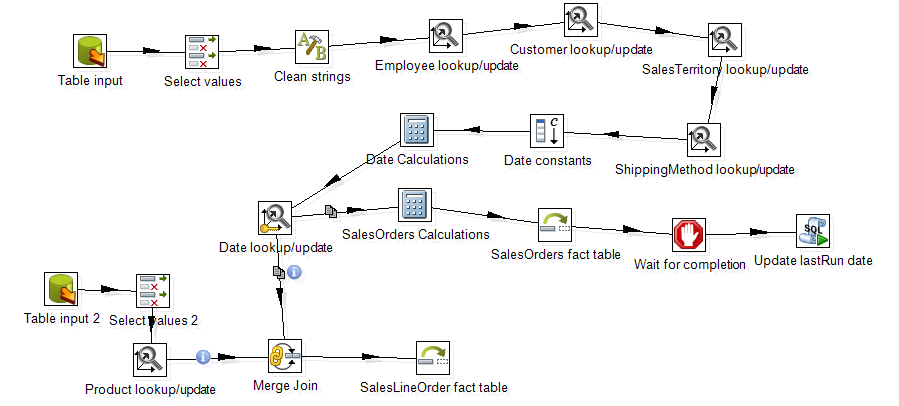 Table input
Select values
A
B
Clean strings
Employee lookup/update
Customer lookup/update
SalesTerritory lookup/update
ShippingMethod lookup/update
c
Date constants
Date Calculations
Date lookup/update
SalesOrders Calculations
SalesOrders fact table
Wait for completion
SQL
Update lastRun date
Table input 2
Select values 2
Product lookup/update
i
i
Merge Join
SalesLineOrder fact table